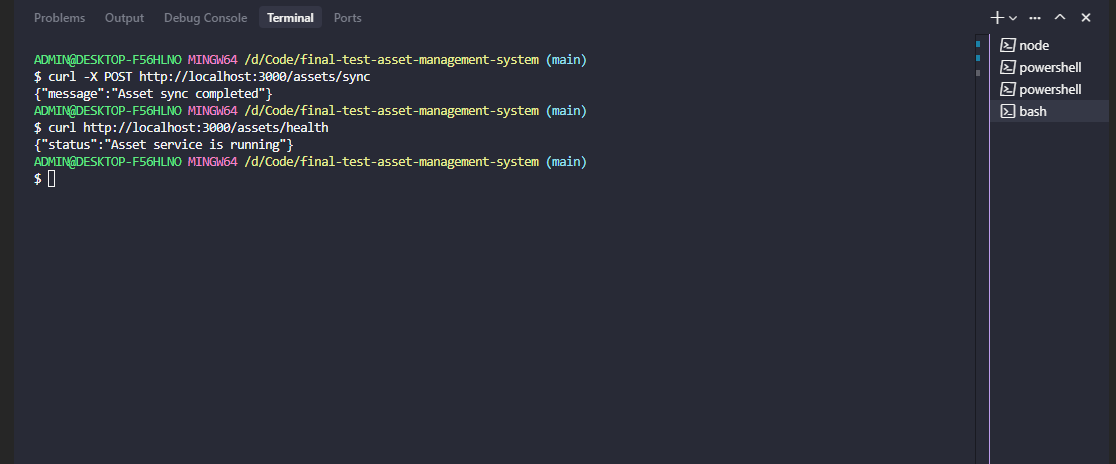 Problems Output Debug Console Terminal Ports
ADMIN@DESKTOP-F56HLNO MINGW64 /d/Code/final-test-asset-management-system (main)
$ curl -X POST http://localhost:3000/assets/sync
{"message":"Asset sync completed"}
ADMIN@DESKTOP-F56HLNO MINGW64 /d/Code/final-test-asset-management-system (main)
$ curl http://localhost:3000/assets/health
{"status":"Asset service is running"}
ADMIN@DESKTOP-F56HLNO MINGW64 /d/Code/final-test-asset-management-system (main)
$
node
powershell
powershell
bash